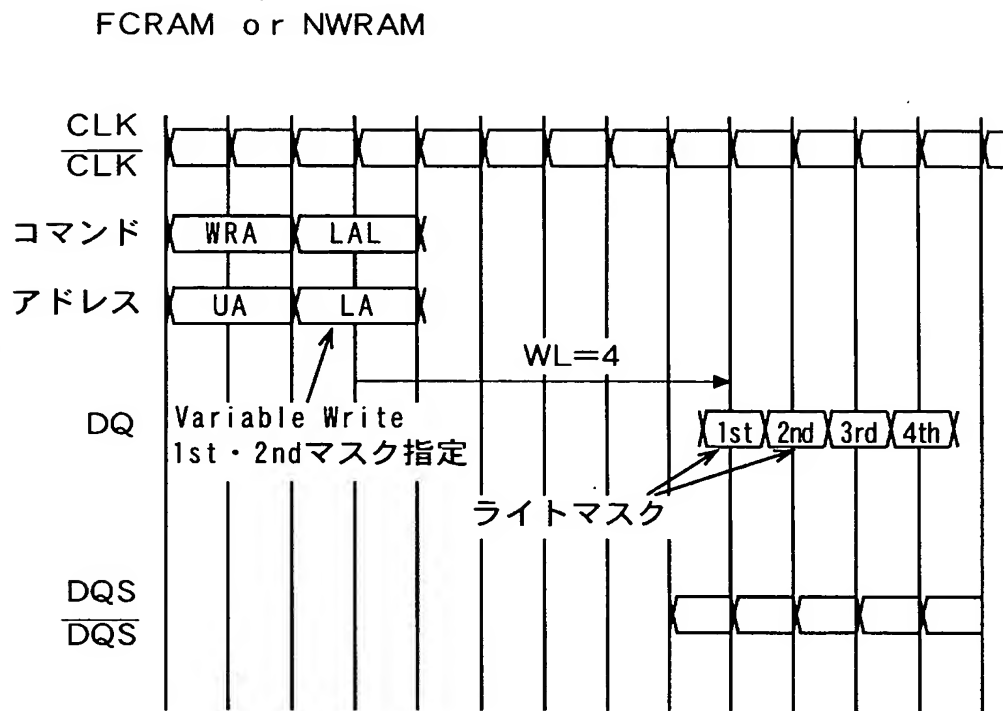 FCRAM or NWRAM
CLK
CLK
コマンド
WRA
LAL
アドレス
UA
LA
WL=4
DQ
Variable Write
1st・2ndマスク指定
1st
2nd
3rd
4th
ライトマスク
DQS
DQS